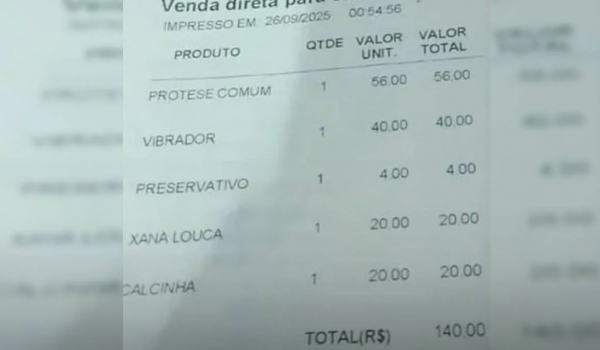 Venda direta para
IMPRESSO EM: 26/09/2025 00:54:56
PRODUTO QTDE VALOR UNIT. VALOR TOTAL
PROTESE COMUM 1 56,00 56,00
VIBRADOR 1 40,00 40,00
PRESERVATIVO 1 4,00 4,00
XANA LOUCA 1 20,00 20,00
CALCINHA 1 20,00 20,00
TOTAL(R$) 140,00